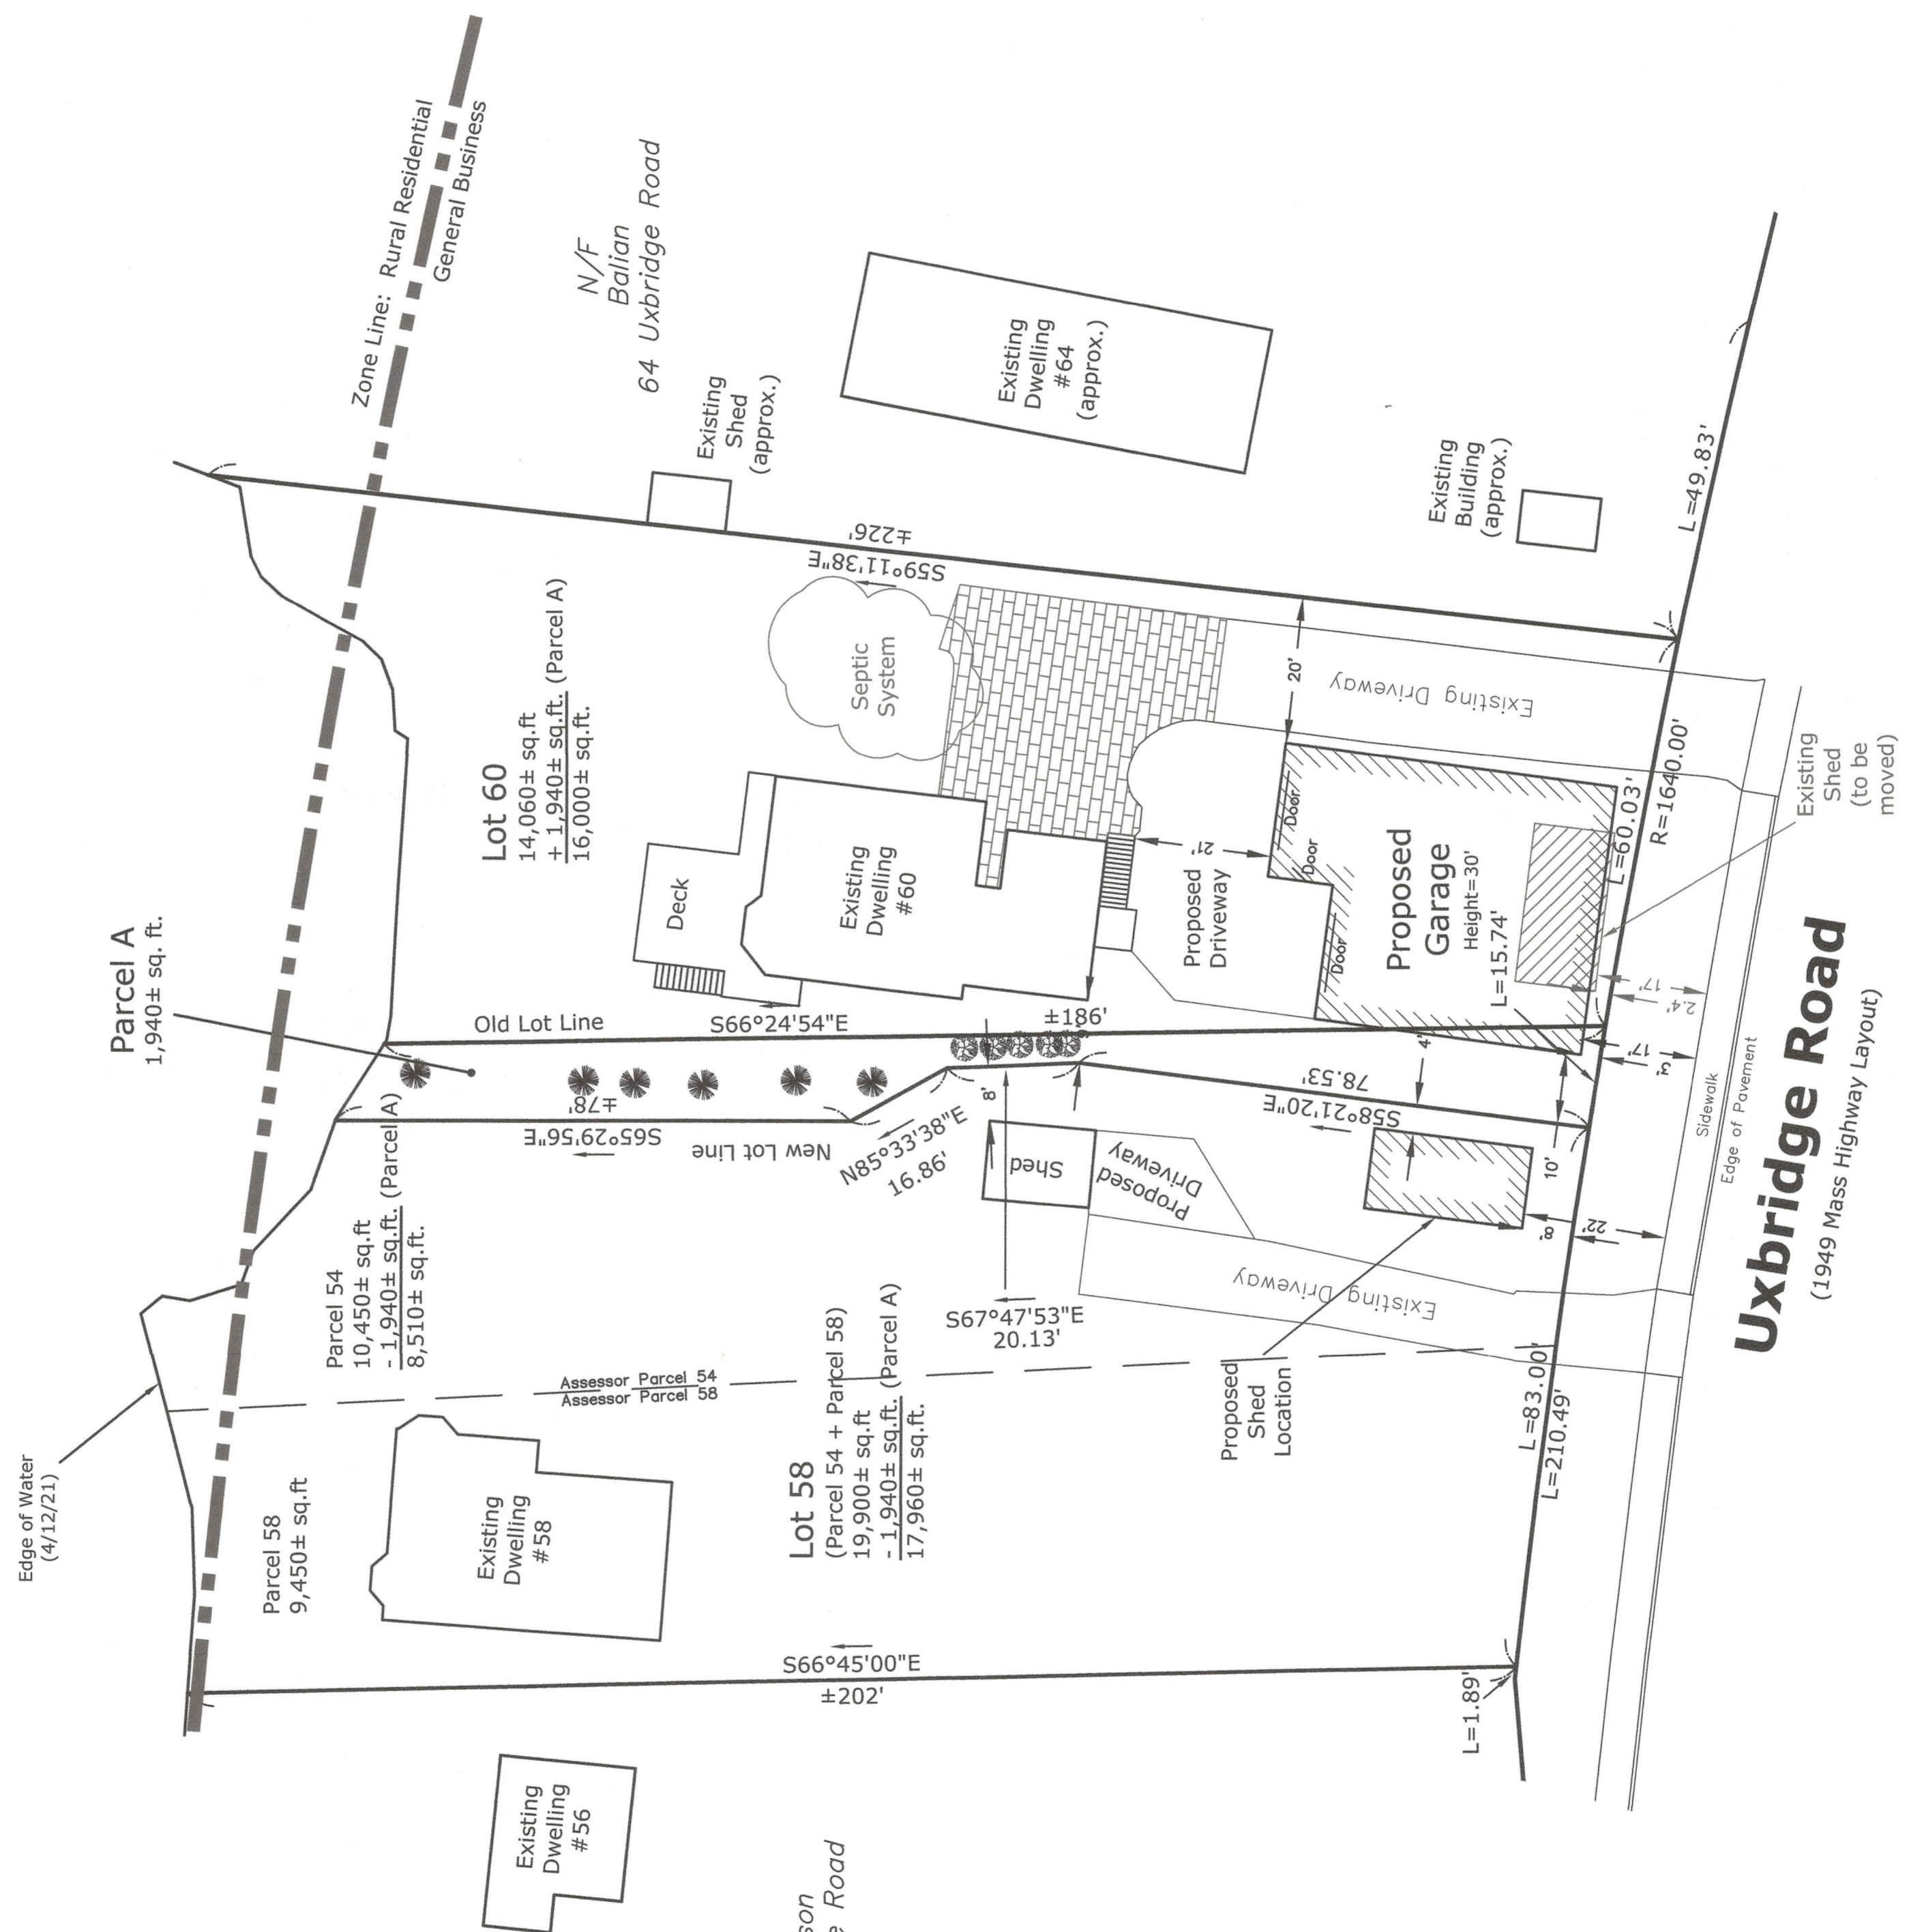 Zone Line: Rural Residential
General Business
N/F
Balian
64 Uxbridge Road
Existing
Dwelling
#64
(approx.)
Existing
Shed
(approx.)
Existing
Building
(approx.)
L=49.83'
±226'
S59°11'38"E
Parcel A
1,940± sq. ft.
Lot 60
14,060± sq.ft
+ 1,940± sq.ft. (Parcel A)
16,000± sq.ft.
Septic
System
20'
Existing Driveway
Deck
Existing
Dwelling
#60
21'
Proposed
Driveway
Door
Door
Door
Proposed
Garage
Height=30'
L=15.74'
L=60.03'
R=1640.00'
Existing
Shed
(to be
moved)
17'
2.4'
17'
3'
Old Lot Line
S66°24'54"E
±186'
4'
8'
±78'
S65°29'56"E
New Lot Line
N85°33'38"E
16.86'
78.53'
S58°21'20"E
Shed
Proposed
Driveway
10'
8'
22'
Sidewalk
Edge of Pavement
Uxbridge Road
(1949 Mass Highway Layout)
Parcel 54
10,450± sq.ft
- 1,940± sq.ft. (Parcel A)
8,510± sq.ft.
S67°47'53"E
20.13'
Existing Driveway
Assessor Parcel 54
Assessor Parcel 58
Proposed
Shed
Location
L=83.00'
L=210.49'
Edge of Water
(4/12/21)
Parcel 58
9,450± sq.ft
Existing
Dwelling
#58
Lot 58
(Parcel 54 + Parcel 58)
19,900± sq.ft
- 1,940± sq.ft. (Parcel A)
17,960± sq.ft.
S66°45'00"E
±202'
L=1.89'
Existing
Dwelling
#56
son
e Road